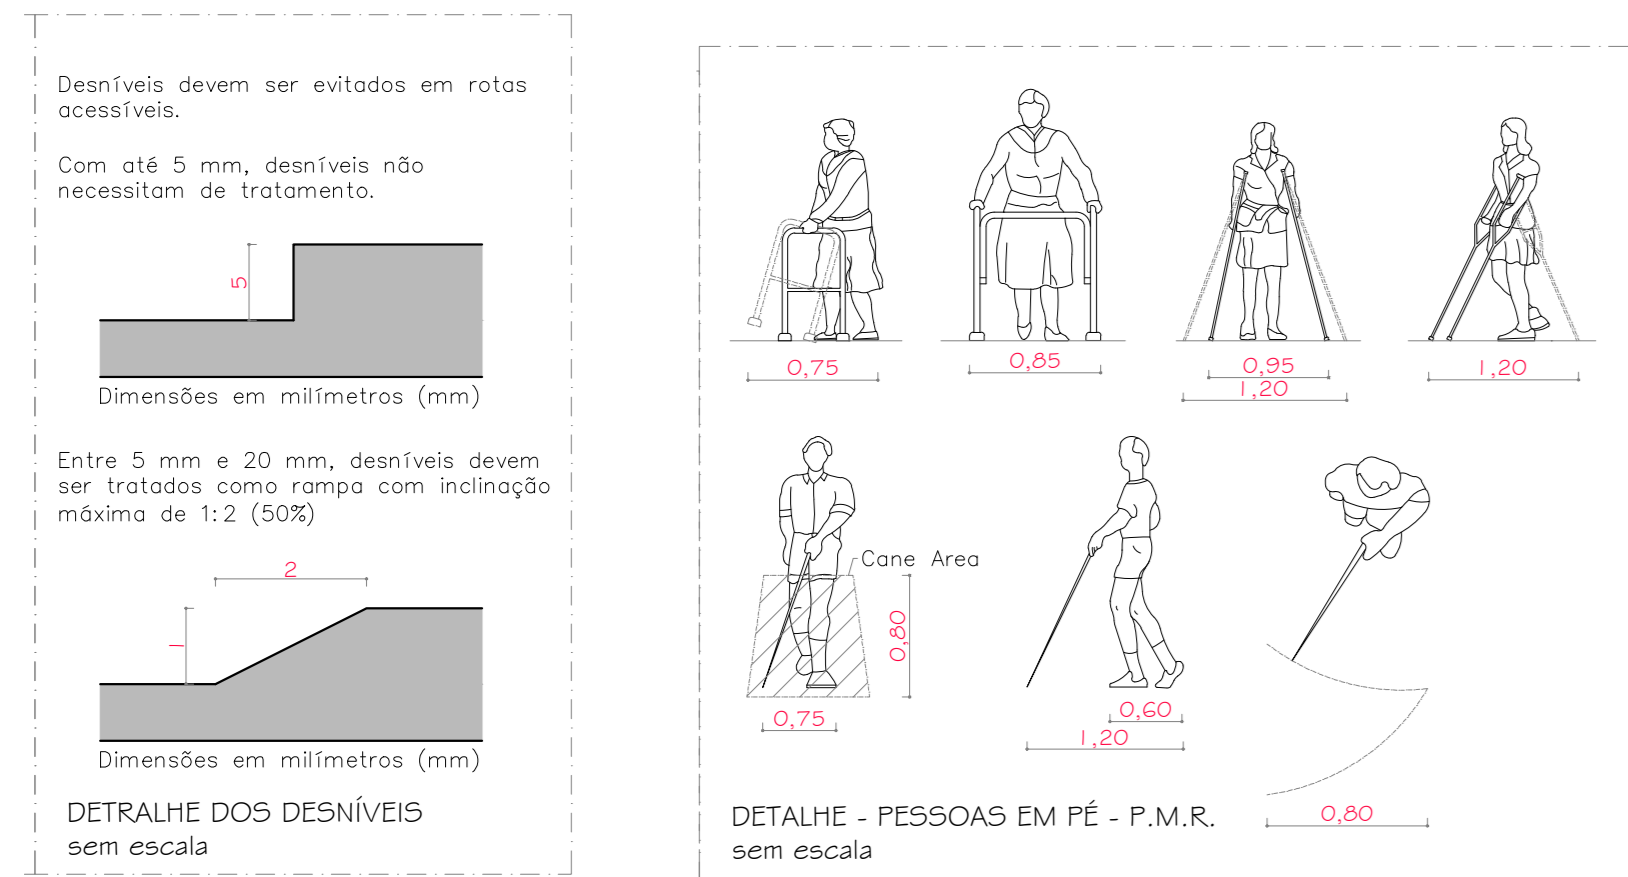 Desníveis devem ser evitados em rotas
acessíveis.
Com até 5 mm, desníveis não
necessitam de tratamento.
5
Dimensões em milímetros (mm)
Entre 5 mm e 20 mm, desníveis devem
ser tratados como rampa com inclinação
máxima de 1:2 (50%)
2
1
Dimensões em milímetros (mm)
DETRALHE DOS DESNÍVEIS
sem escala
0,75
0,85
0,95
1,20
1,20
Cane Area
0,80
0,75
0,60
1,20
0,80
DETALHE - PESSOAS EM PÉ - P.M.R.
sem escala